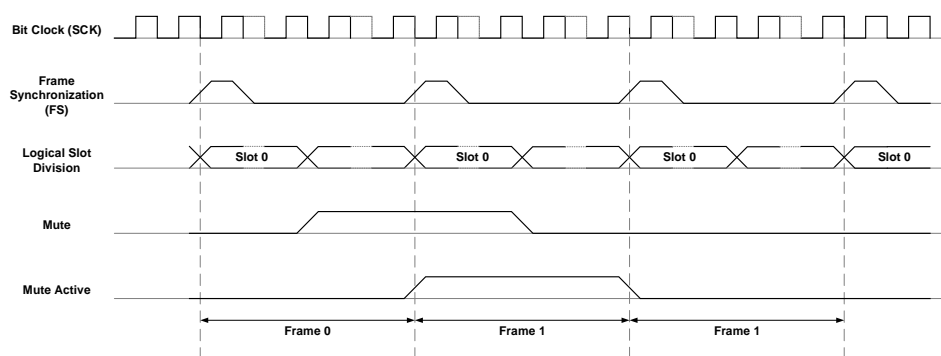 Bit Clock (SCK)
Frame
Synchronization
(FS)
Logical Slot
Division
Slot 0
Slot 0
Slot 0
Slot 0
Mute
Mute Active
Frame 0
Frame 1
Frame 1